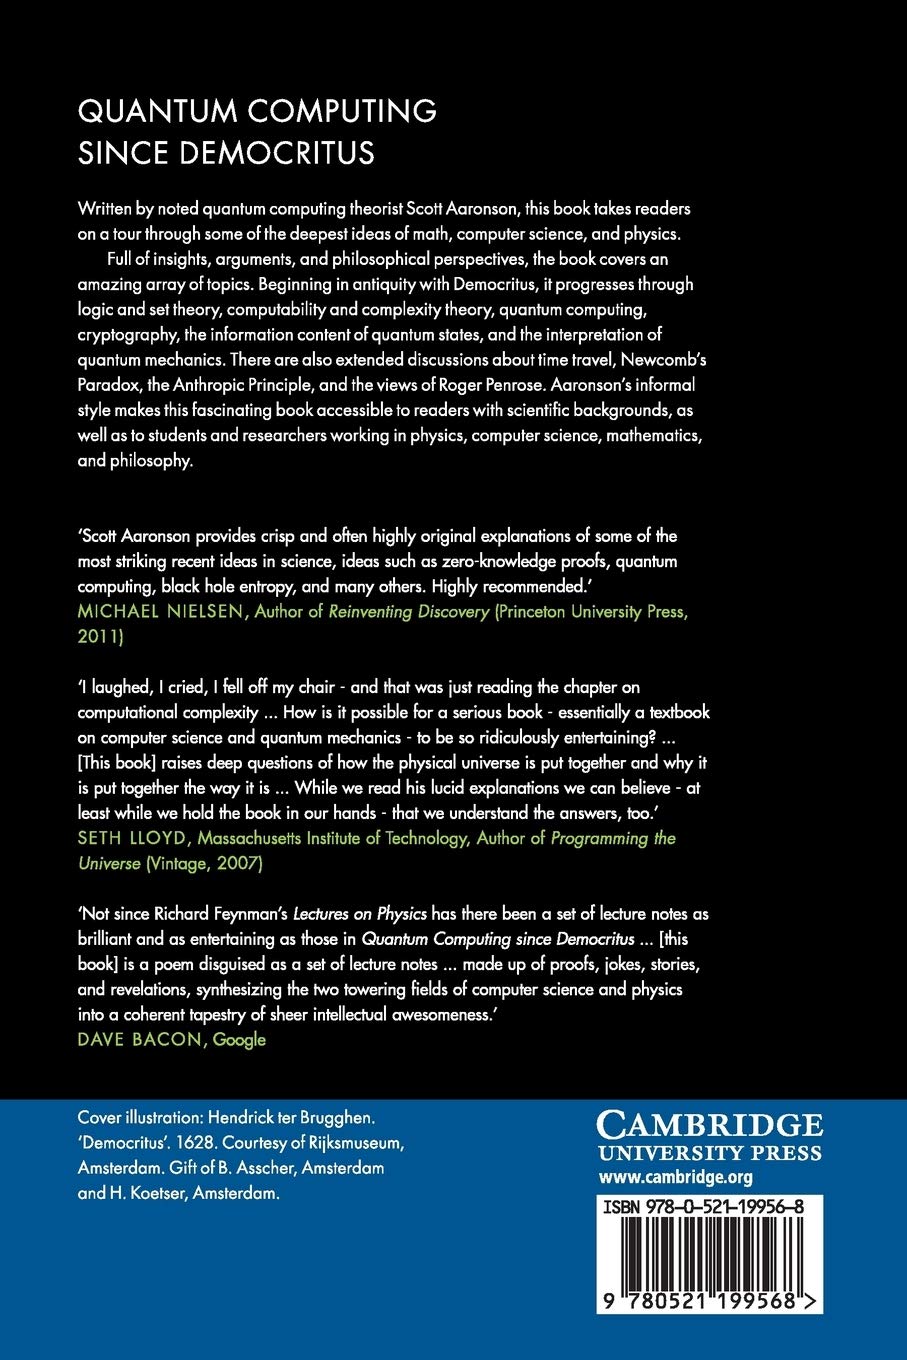 QUANTUM COMPUTING
SINCE DEMOCRITUS
Written by noted quantum computing theorist Scott Aaronson, this book takes readers
on a tour through some of the deepest ideas of math, computer science, and physics.
Full of insights, arguments, and philosophical perspectives, the book covers an
amazing array of topics. Beginning in antiquity with Democritus, it progresses through
logic and set theory, computability and complexity theory, quantum computing,
cryptography, the information content of quantum states, and the interpretation of
quantum mechanics. There are also extended discussions about time travel, Newcomb's
Paradox, the Anthropic Principle, and the views of Roger Penrose. Aaronson's informal
style makes this fascinating book accessible to readers with scientific backgrounds, as
well as to students and researchers working in physics, computer science, mathematics,
and philosophy.
'Scott Aaronson provides crisp and often highly original explanations of some of the
most striking recent ideas in science, ideas such as zero-knowledge proofs, quantum
computing, black hole entropy, and many others. Highly recommended.'
MICHAEL NIELSEN, Author of Reinventing Discovery (Princeton University Press,
2011)
'I laughed, I cried, I fell off my chair - and that was just reading the chapter on
computational complexity ... How is it possible for a serious book - essentially a textbook
on computer science and quantum mechanics - to be so ridiculously entertaining? ...
[This book] raises deep questions of how the physical universe is put together and why it
is put together the way it is ... While we read his lucid explanations we can believe - at
least while we hold the book in our hands - that we understand the answers, too.'
SETH LLOYD, Massachusetts Institute of Technology, Author of Programming the
Universe (Vintage, 2007)
'Not since Richard Feynman's Lectures on Physics has there been a set of lecture notes as
brilliant and as entertaining as those in Quantum Computing since Democritus ... [this
book] is a poem disguised as a set of lecture notes ... made up of proofs, jokes, stories,
and revelations, synthesizing the two towering fields of computer science and physics
into a coherent tapestry of sheer intellectual awesomeness.'
DAVE BACON, Google
Cover illustration: Hendrick ter Brugghen.
'Democritus'. 1628. Courtesy of Rijksmuseum,
Amsterdam. Gift of B. Asscher, Amsterdam
and H. Koetser, Amsterdam.
CAMBRIDGE
UNIVERSITY PRESS
www.cambridge.org
ISBN 978-0-521-19956-8
9 780521 199568 >